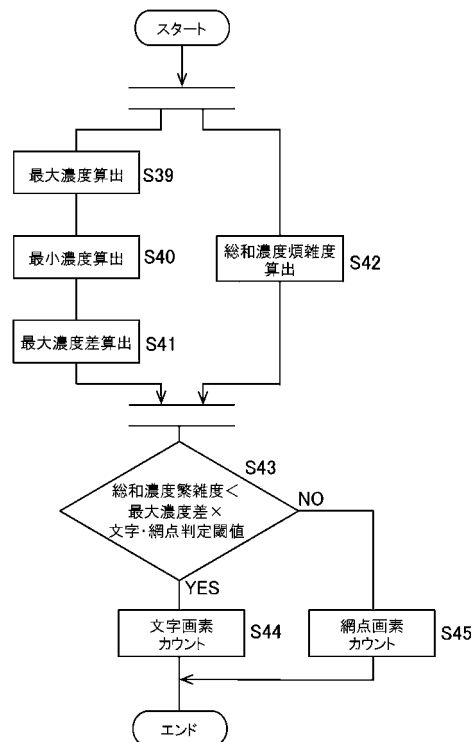 スタート
最大濃度算出
S39
最小濃度算出
S40
最大濃度差算出
S41
総和濃度煩雑度
算出
S42
S43
総和濃度繁雑度<
最大濃度差×
文字・網点判定閾値
NO
YES
文字画素
カウント
S44
網点画素
カウント
S45
エンド